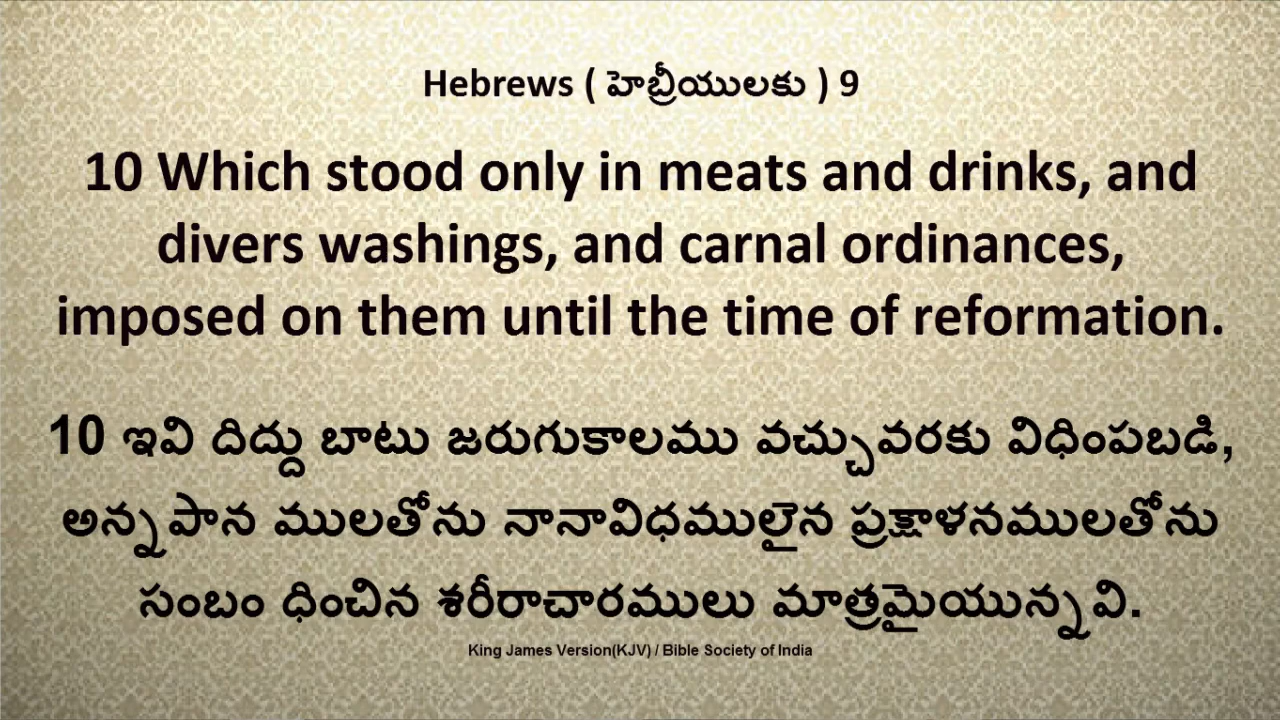 Hebrews ( హెబ్రీయులకు ) 9
10 Which stood only in meats and drinks, and
divers washings, and carnal ordinances,
imposed on them until the time of reformation.
10 ఇవి దిద్దు బాటు జరుగుకాలము వచ్చువరకు విధింపబడి,
అన్నపాన ములతోను నానావిధములైన ప్రక్షాళనములతోను
సంబం ధించిన శరీరాచారములు మాత్రమైయున్నవి.
King James Version(KJV) / Bible Society of India